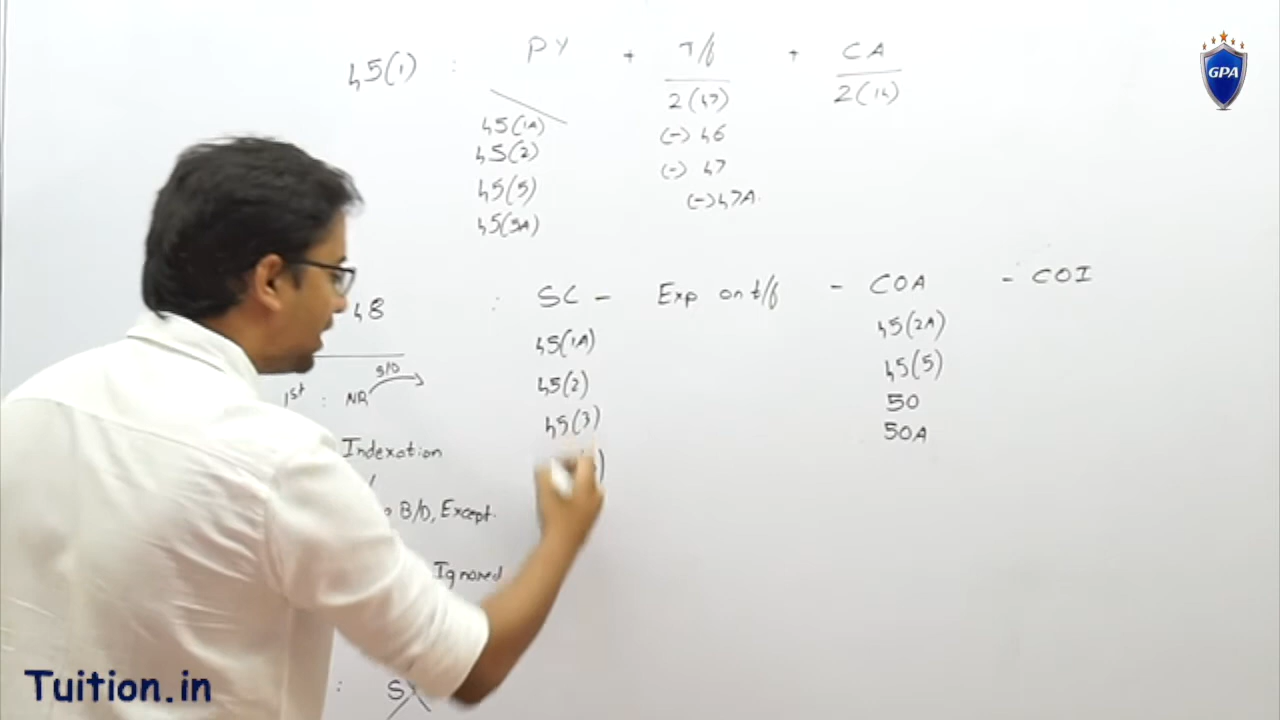 45(1) : PY + T/f + CA
2(47) 2(14)
45(1A) (-) 46
45(2) (-) 47
45(5) (-) 47A.
45(5A)
48 : SC - Exp on t/f - COA - COI
45(1A) 45(2A)
45(2) 45(5)
45(3) 50
50A
1st : NR S/D
Indexation
B/D, Except.
Ignored
:
GPA
Tuition.in